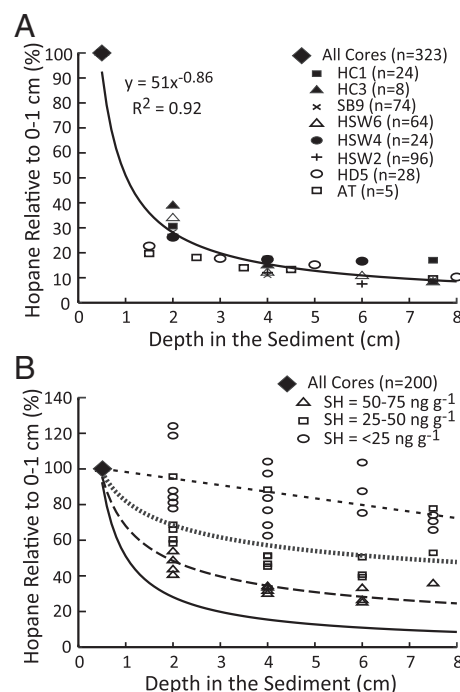 A
Hopane Relative to 0-1 cm (%)
100
90
80
70
60
50
40
30
20
10
0
y = 51x^-0.86
R² = 0.92
All Cores (n=323)
HC1 (n=24)
HC3 (n=8)
SB9 (n=74)
HSW6 (n=64)
HSW4 (n=24)
HSW2 (n=96)
HD5 (n=28)
AT (n=5)
0 1 2 3 4 5 6 7 8
Depth in the Sediment (cm)
B
Hopane Relative to 0-1 cm (%)
140
120
100
80
60
40
20
0
All Cores (n=200)
SH = 50-75 ng g⁻¹
SH = 25-50 ng g⁻¹
SH = <25 ng g⁻¹
0 1 2 3 4 5 6 7 8
Depth in the Sediment (cm)